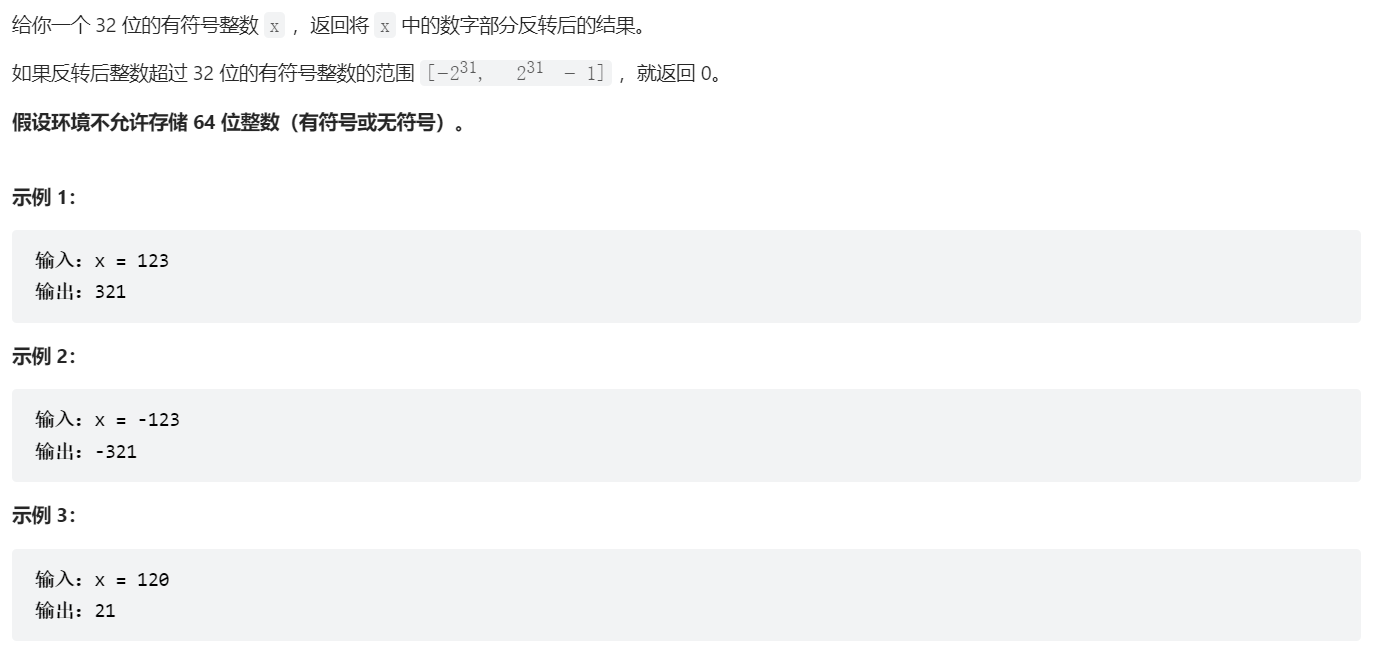 给你一个 32 位的有符号整数 x ，返回将 x 中的数字部分反转后的结果。
如果反转后整数超过 32 位的有符号整数的范围 [−2³¹,  2³¹ − 1] ，就返回 0。
假设环境不允许存储 64 位整数（有符号或无符号）。
示例 1：
输入：x = 123
输出：321
示例 2：
输入：x = -123
输出：-321
示例 3：
输入：x = 120
输出：21